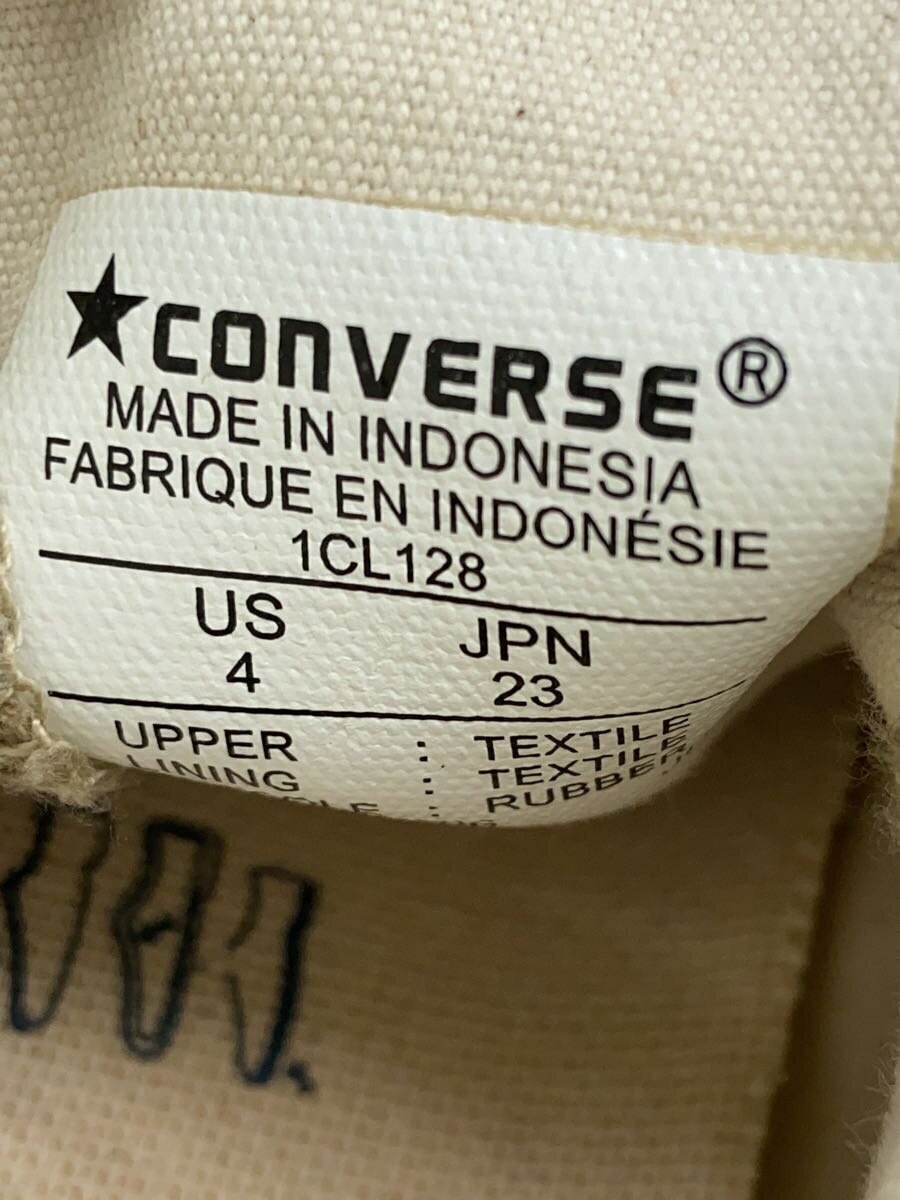 ★CONVERSE®
MADE IN INDONESIA
FABRIQUE EN INDONÉSIE
1CL128
US JPN
4 23
UPPER : TEXTILE
LINING : TEXTILE
: RUBBER